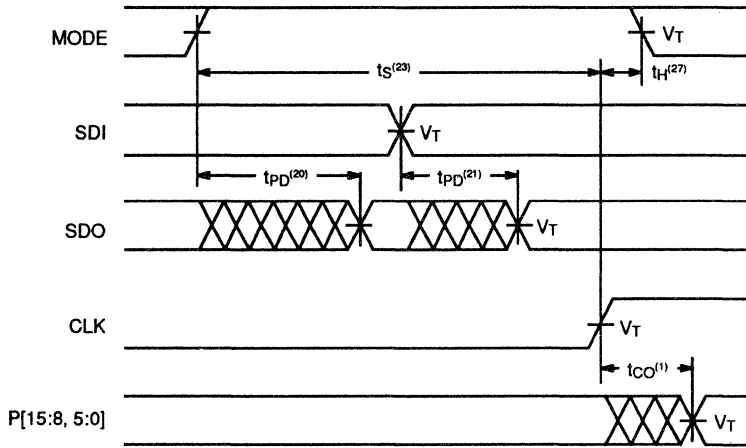 MODE
V_T
t_S(23)
t_H(27)
SDI
V_T
t_PD(20)
t_PD(21)
SDO
V_T
CLK
V_T
t_CO(1)
P[15:8, 5:0]
V_T